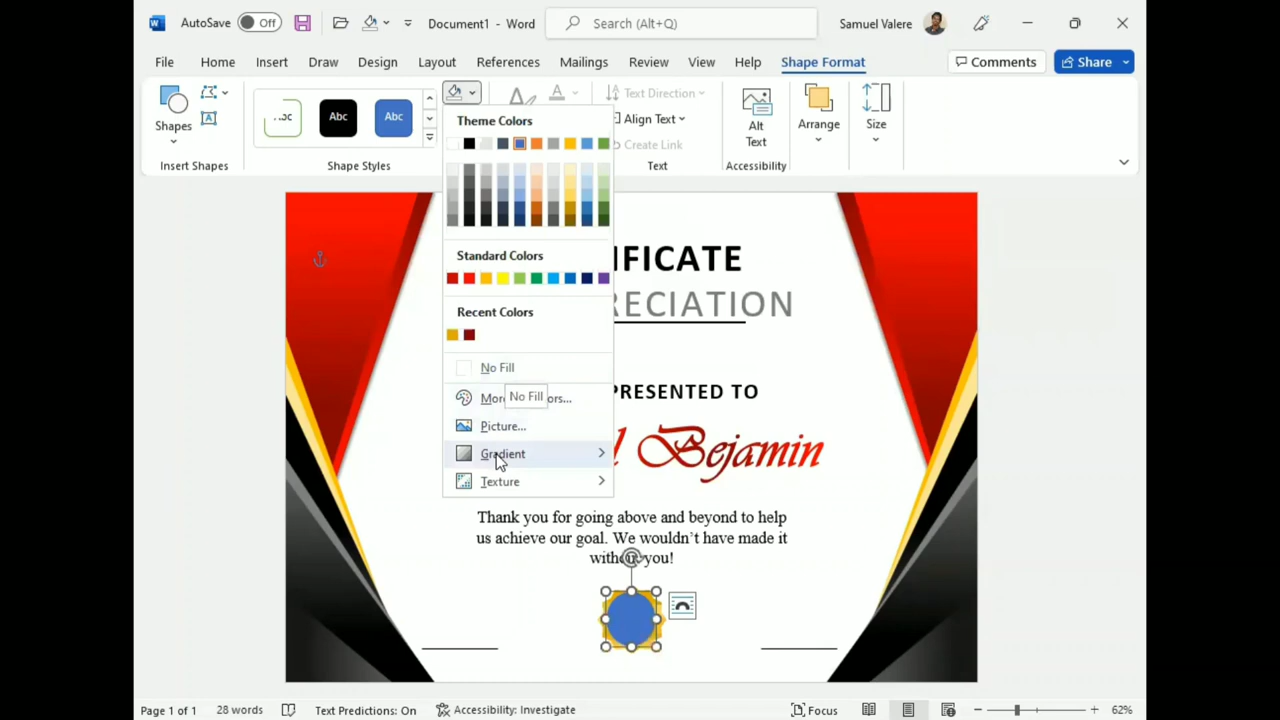 AutoSave Off Document1 - Word Search (Alt+Q) Samuel Valere
File Home Insert Draw Design Layout References Mailings Review View Help Shape Format Comments Share
Abc Abc Text Direction
Shapes Align Text Alt Text Arrange Size
Create Link
Insert Shapes Shape Styles Text Accessibility
Theme Colors
Standard Colors
Recent Colors
No Fill
No Fill
Picture...
Gradient
Texture
IFICATE
RECIATION
PRESENTED TO
Bejamin
Thank you for going above and beyond to help
us achieve our goal. We wouldn't have made it
without you!
Page 1 of 1 28 words Text Predictions: On Accessibility: Investigate Focus 62%